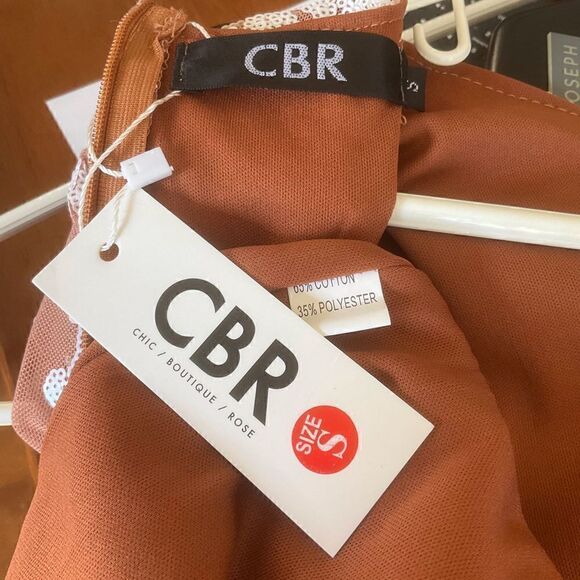 CBR
S
OSEPH
65% COTTON
35% POLYESTER
CBR
CHIC / BOUTIQUE / ROSE
SIZE
S